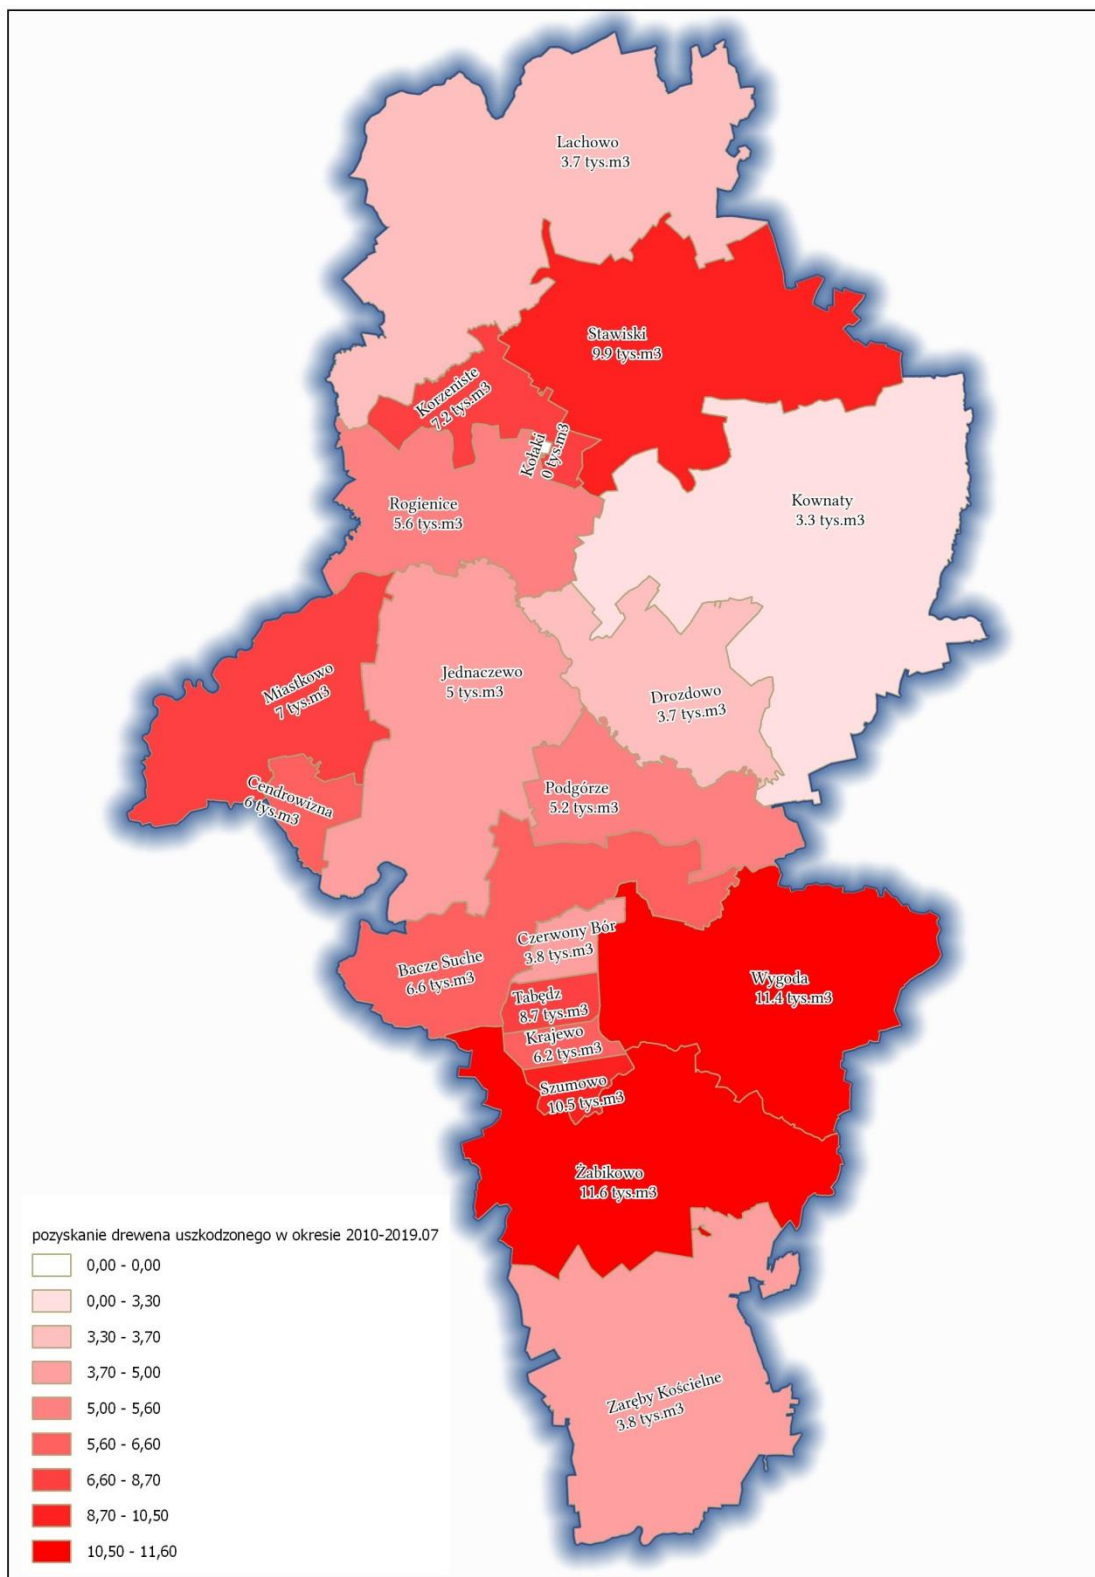 Lachowo
3.7 tys.m3
Stawiski
9.9 tys.m3
Korzeniste
7.2 tys.m3
Kołaki
0 tys.m3
Rogienice
5.6 tys.m3
Kownaty
3.3 tys.m3
Miastkowo
7 tys.m3
Jednaczewo
5 tys.m3
Drozdowo
3.7 tys.m3
Cendrowizna
6 tys.m3
Podgórze
5.2 tys.m3
Czerwony Bór
3.8 tys.m3
Bacze Suche
6.6 tys.m3
Wygoda
11.4 tys.m3
Tabędz
8.7 tys.m3
Krajewo
6.2 tys.m3
Szumowo
10.5 tys.m3
Żabikowo
11.6 tys.m3
Zaręby Kościelne
3.8 tys.m3
pozyskanie drewena uszkodzonego w okresie 2010-2019.07
0,00 - 0,00
0,00 - 3,30
3,30 - 3,70
3,70 - 5,00
5,00 - 5,60
5,60 - 6,60
6,60 - 8,70
8,70 - 10,50
10,50 - 11,60